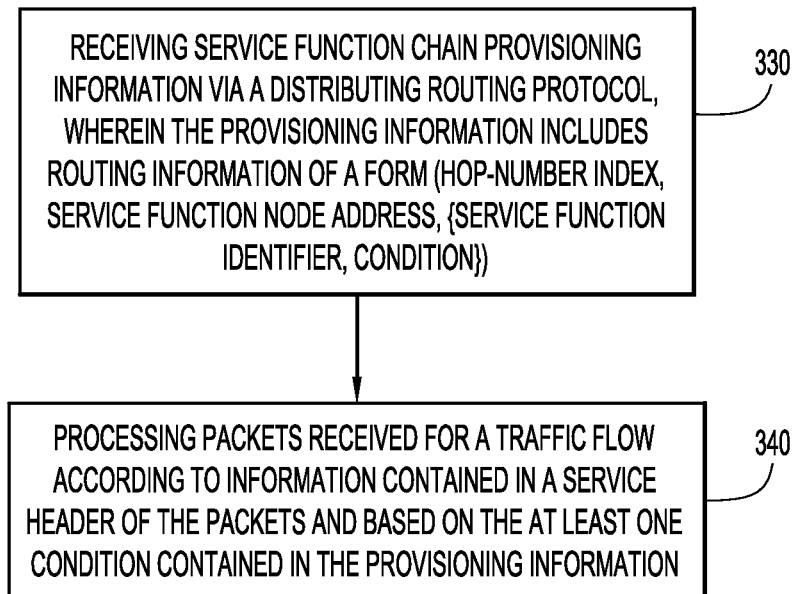 RECEIVING SERVICE FUNCTION CHAIN PROVISIONING
INFORMATION VIA A DISTRIBUTING ROUTING PROTOCOL,
WHEREIN THE PROVISIONING INFORMATION INCLUDES
ROUTING INFORMATION OF A FORM (HOP-NUMBER INDEX,
SERVICE FUNCTION NODE ADDRESS, {SERVICE FUNCTION
IDENTIFIER, CONDITION})
330
PROCESSING PACKETS RECEIVED FOR A TRAFFIC FLOW
ACCORDING TO INFORMATION CONTAINED IN A SERVICE
HEADER OF THE PACKETS AND BASED ON THE AT LEAST ONE
CONDITION CONTAINED IN THE PROVISIONING INFORMATION
340